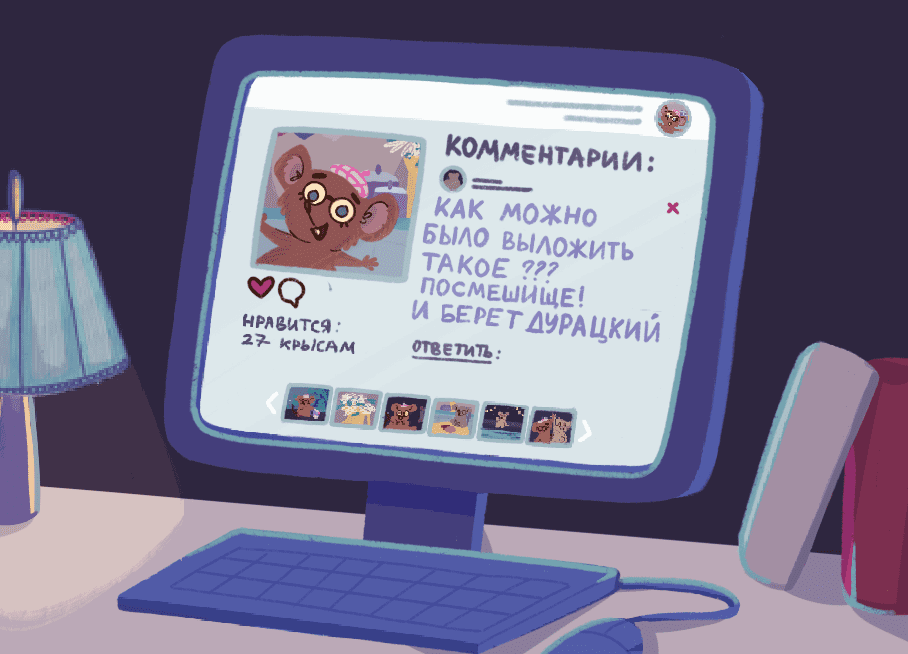 КОММЕНТАРИИ:
КАК МОЖНО
БЫЛО ВЫЛОЖИТЬ
ТАКОЕ ???
ПОСМЕШИЩЕ!
И БЕРЕТ ДУРАЦКИЙ
ОТВЕТИТЬ:
НРАВИТСЯ:
27 КРЫСАМ